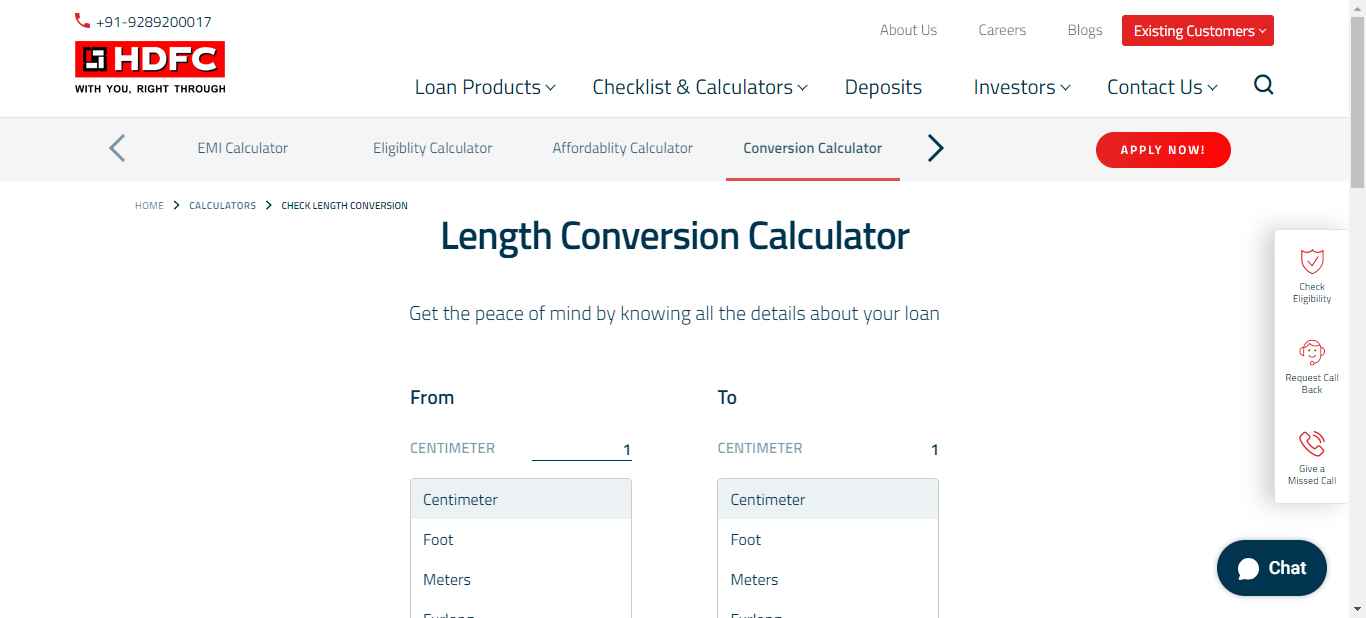 +91-9289200017
About Us
Careers
Blogs
Existing Customers
HDFC
WITH YOU, RIGHT THROUGH
Loan Products
Checklist & Calculators
Deposits
Investors
Contact Us
EMI Calculator
Eligiblity Calculator
Affordablity Calculator
Conversion Calculator
APPLY NOW!
HOME
CALCULATORS
CHECK LENGTH CONVERSION
Length Conversion Calculator
Get the peace of mind by knowing all the details about your loan
From
CENTIMETER 1
Centimeter
Foot
Meters
Furlong
To
CENTIMETER 1
Centimeter
Foot
Meters
Furlong
Check
Eligibility
Request Call
Back
Give a
Missed Call
Chat